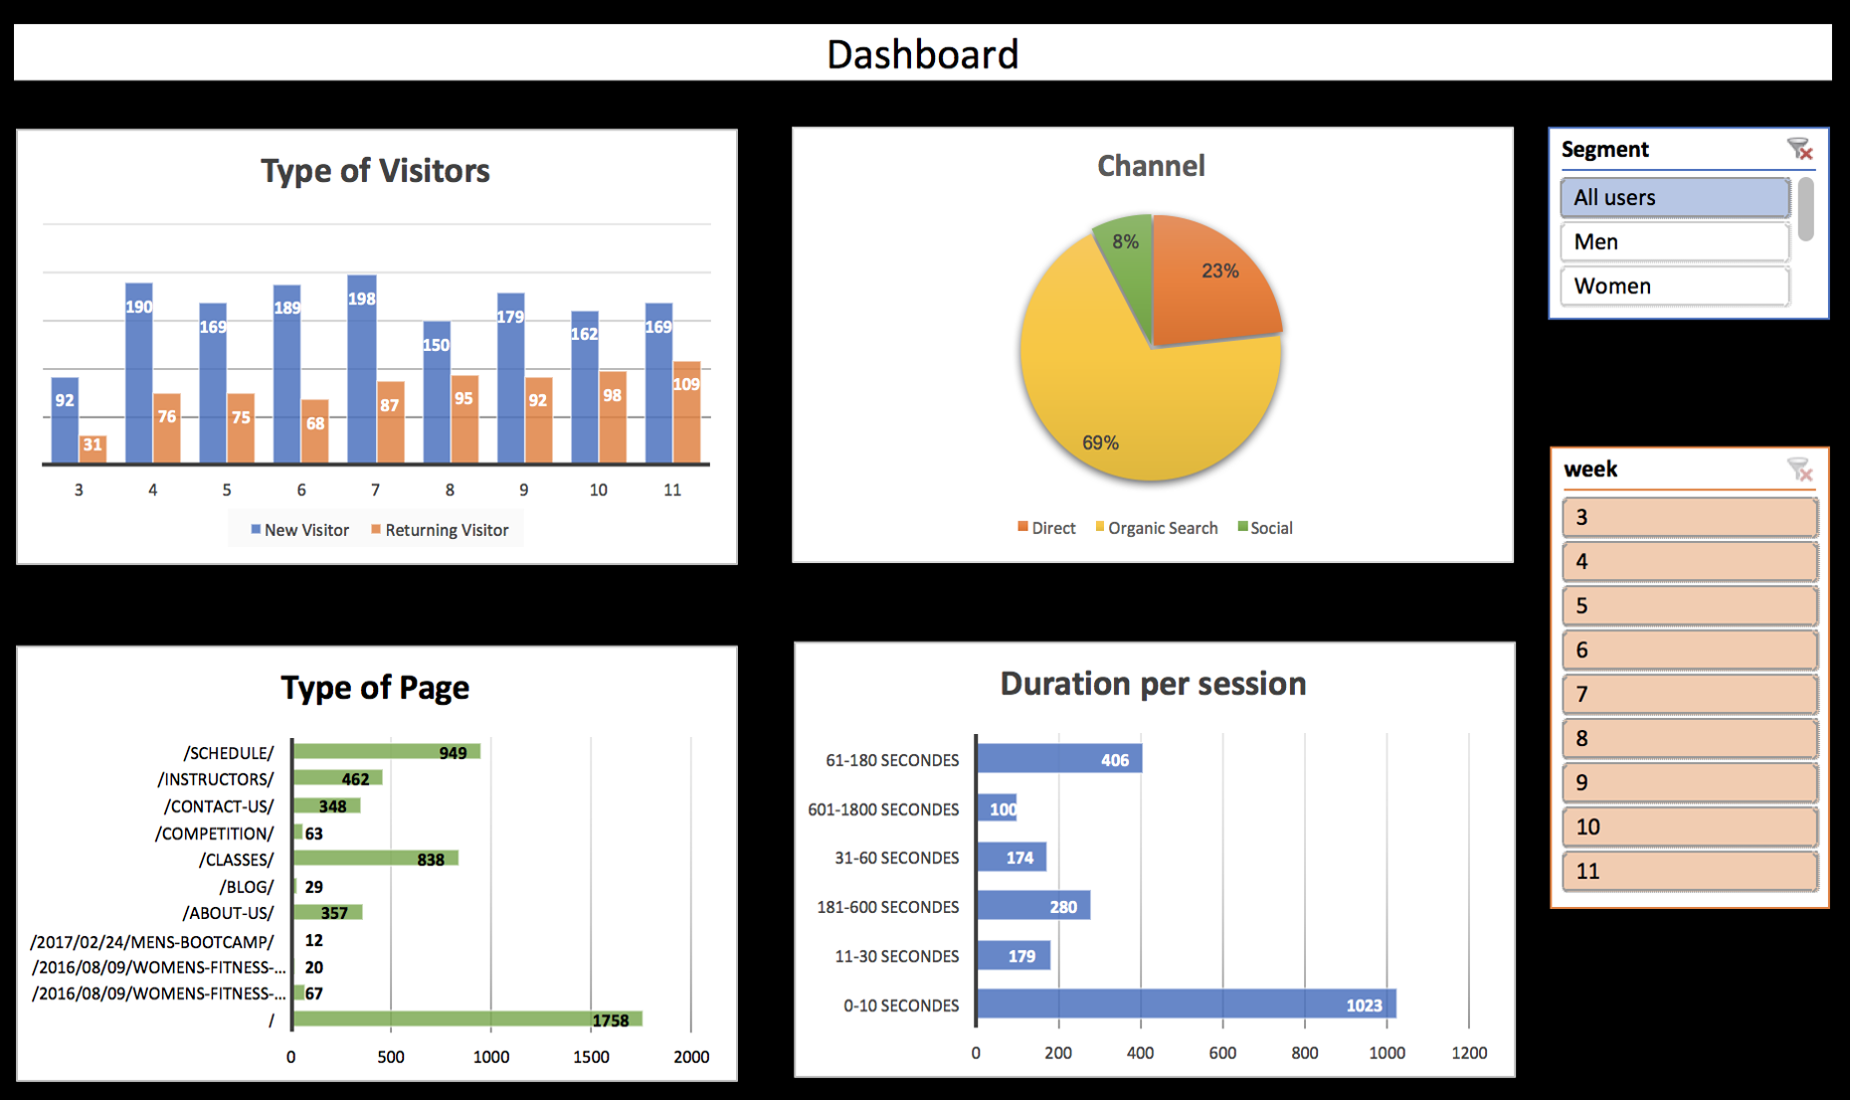 Dashboard
Type of Visitors
190
169
189
198
150
179
162
169
92
31
76
75
68
87
95
92
98
109
3 4 5 6 7 8 9 10 11
New Visitor Returning Visitor
Channel
8%
23%
69%
Direct Organic Search Social
Segment
All users
Men
Women
week
3
4
5
6
7
8
9
10
11
Type of Page
/SCHEDULE/ 949
/INSTRUCTORS/ 462
/CONTACT-US/ 348
/COMPETITION/ 63
/CLASSES/ 838
/BLOG/ 29
/ABOUT-US/ 357
/2017/02/24/MENS-BOOTCAMP/ 12
/2016/08/09/WOMENS-FITNESS-... 20
/2016/08/09/WOMENS-FITNESS-... 67
/ 1758
0 500 1000 1500 2000
Duration per session
61-180 SECONDES 406
601-1800 SECONDES 100
31-60 SECONDES 174
181-600 SECONDES 280
11-30 SECONDES 179
0-10 SECONDES 1023
0 200 400 600 800 1000 1200